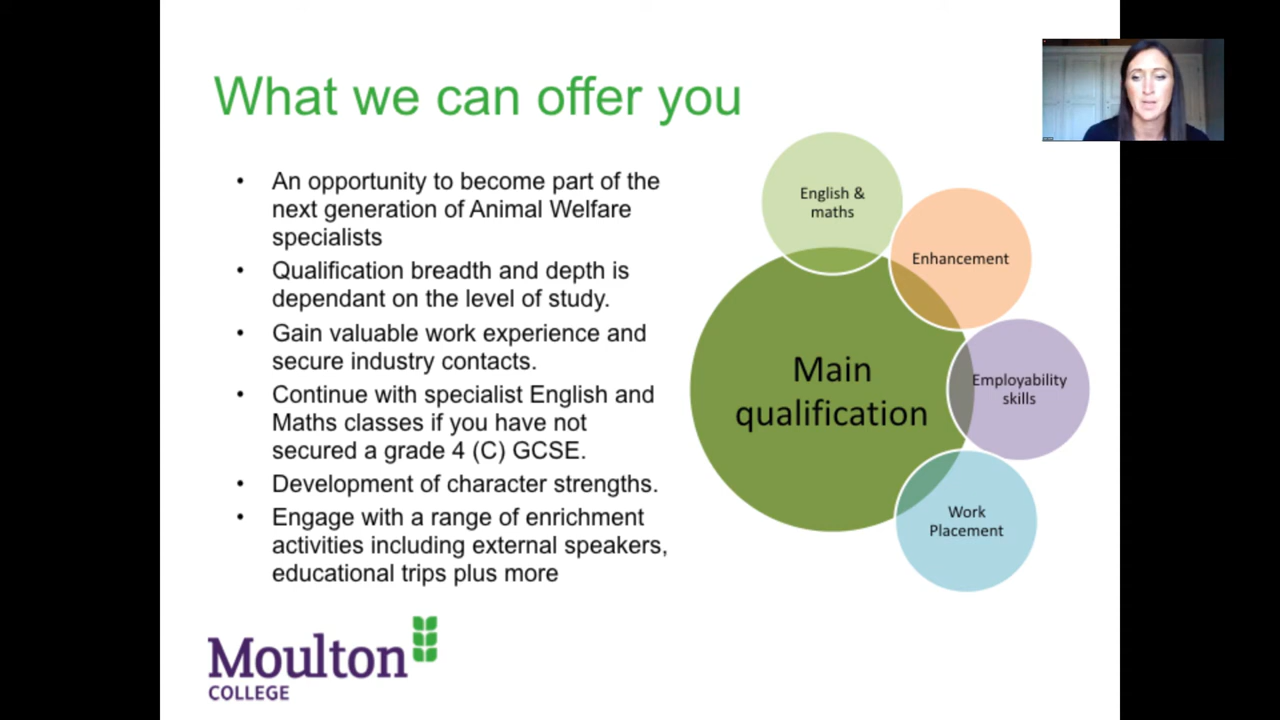 What we can offer you
• An opportunity to become part of the
next generation of Animal Welfare
specialists
• Qualification breadth and depth is
dependant on the level of study.
• Gain valuable work experience and
secure industry contacts.
• Continue with specialist English and
Maths classes if you have not
secured a grade 4 (C) GCSE.
• Development of character strengths.
• Engage with a range of enrichment
activities including external speakers,
educational trips plus more
English &
maths
Enhancement
Employability
skills
Work
Placement
Main
qualification
Moulton
COLLEGE